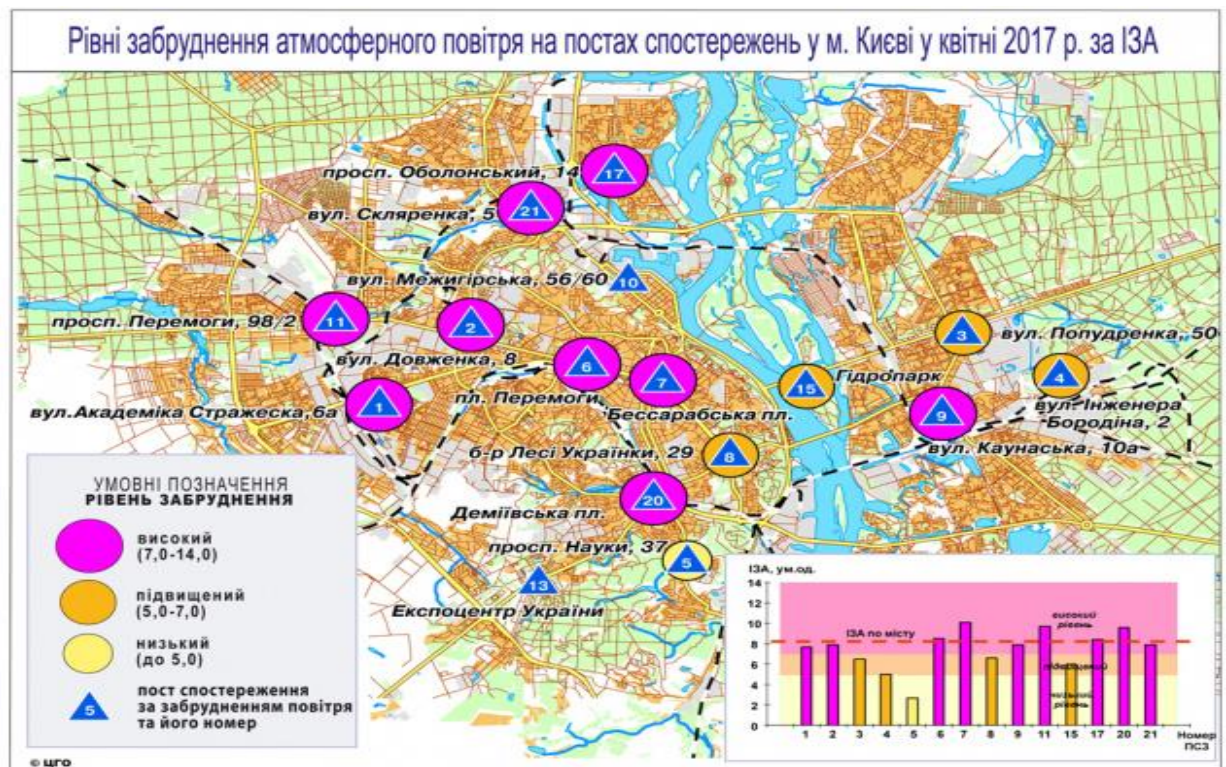 Рівні забруднення атмосферного повітря на постах спостережень у м. Києві у квітні 2017 р. за ІЗА
просп. Оболонський, 14
17
вул. Скляренка, 5
21
вул. Межигірська, 56/60
10
просп. Перемоги, 98/2
11
2
3
вул. Попудренка, 50
вул. Довженка, 8
6
7
15
Гідропарк
4
пл. Перемоги
Бессарабська пл.
вул.Академіка Стражеска,6а
1
9
вул. Інженера
Бородіна, 2
б-р Лесі Українки, 29
8
вул. Каунаська, 10а
20
Деміївська пл.
просп. Науки, 37
5
13
Експоцентр України
УМОВНІ ПОЗНАЧЕННЯ
РІВЕНЬ ЗАБРУДНЕННЯ
високий
(7,0-14,0)
підвищений
(5,0-7,0)
низький
(до 5,0)
5
пост спостереження
за забрудненням повітря
та його номер
© ЦГО
ІЗА, ум.од.
14
12
10
8
6
4
2
0
ІЗА по місту
високий
рівень
підвищений
низький
рівень
1 2 3 4 5 6 7 8 9 11 15 17 20 21
Номер
ПСЗ